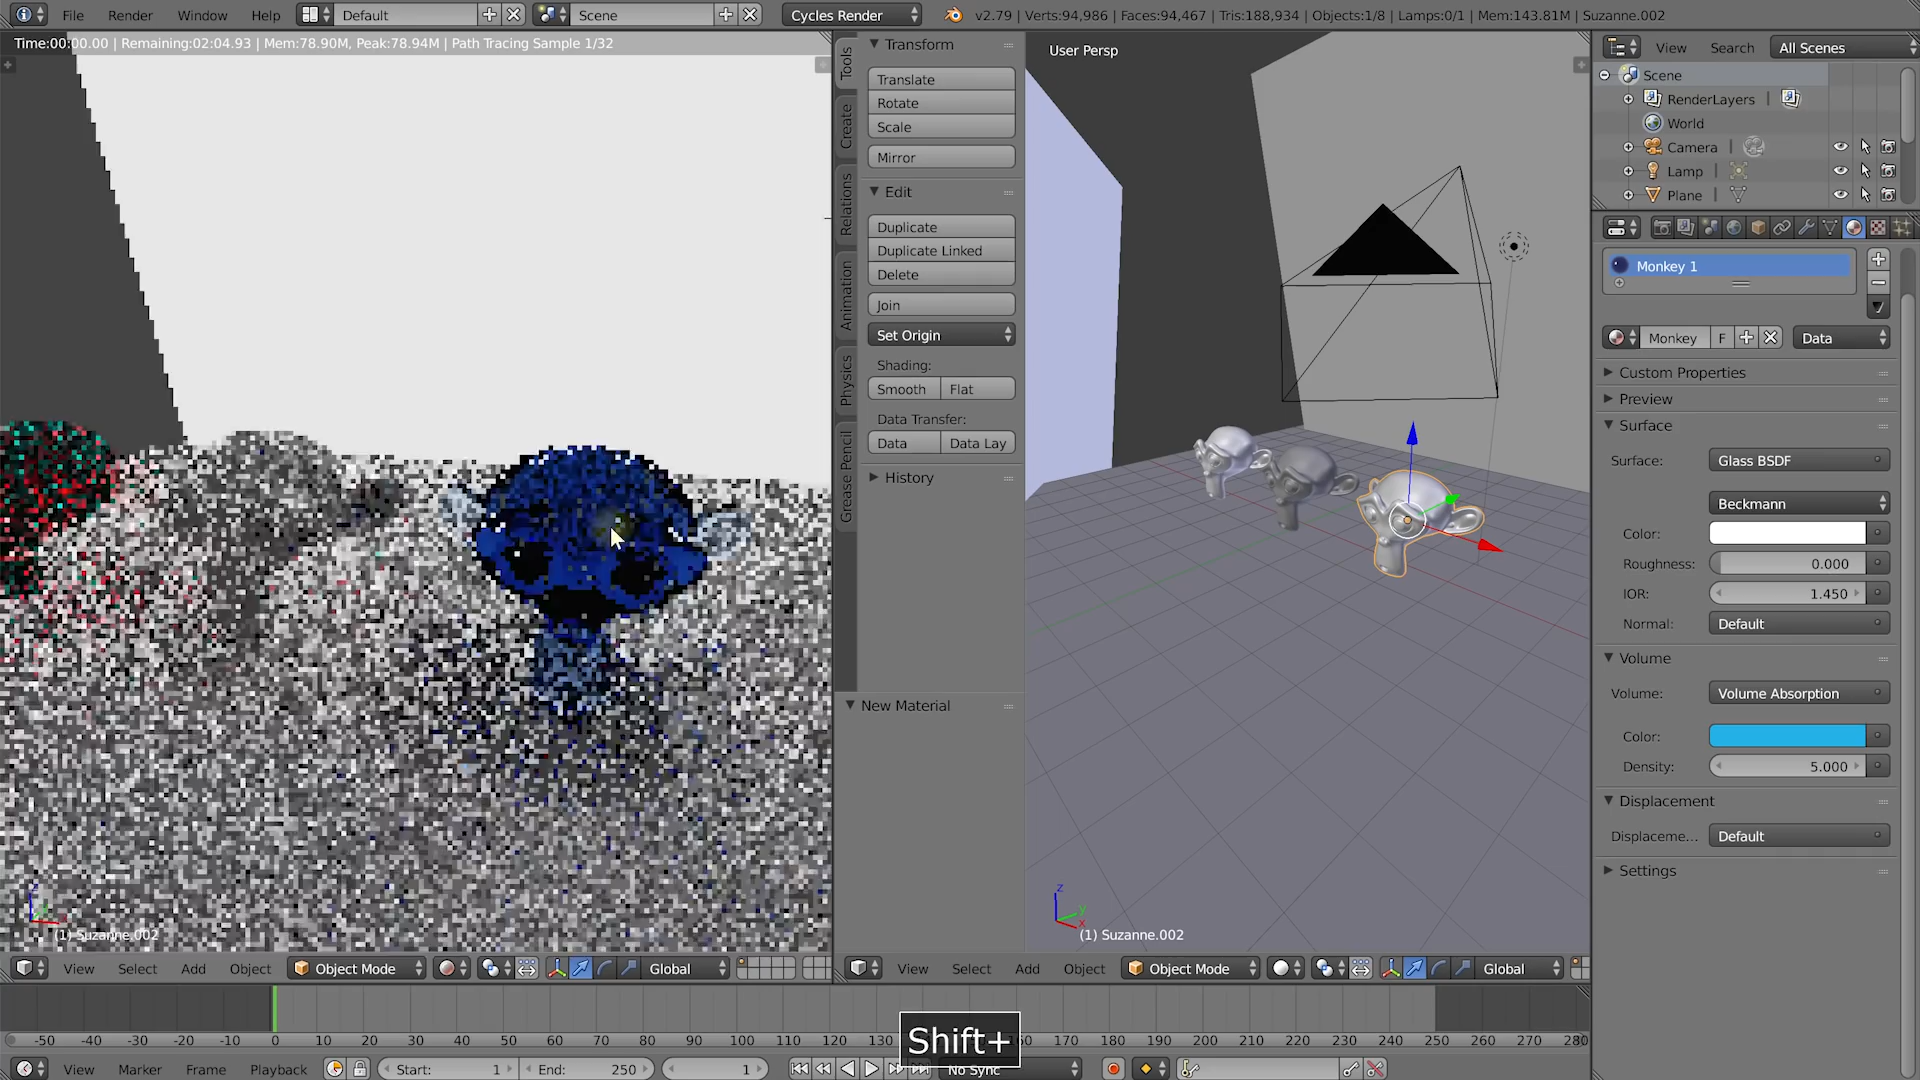 File Render Window Help Default Scene Cycles Render v2.79 | Verts:94,986 | Faces:94,467 | Tris:188,934 | Objects:1/8 | Lamps:0/1 | Mem:143.81M | Suzanne.002
Time:00:00.00 | Remaining:02:04.93 | Mem:78.90M, Peak:78.94M | Path Tracing Sample 1/32
Tools
Create
Relations
Animation
Physics
Grease Pencil
Transform
Translate
Rotate
Scale
Mirror
Edit
Duplicate
Duplicate Linked
Delete
Join
Set Origin
Shading:
Smooth Flat
Data Transfer:
Data Data Lay
History
New Material
User Persp
(1) Suzanne.002
(1) Suzanne.002
View Search All Scenes
Scene
RenderLayers |
World
Camera |
Lamp |
Plane |
Monkey 1
Monkey F Data
Custom Properties
Preview
Surface
Surface: Glass BSDF
Beckmann
Color:
Roughness: 0.000
IOR: 1.450
Normal: Default
Volume
Volume: Volume Absorption
Color:
Density: 5.000
Displacement
Displaceme... Default
Settings
View Select Add Object Object Mode Global
View Select Add Object Object Mode Global
-50 -40 -30 -20 -10 0 10 20 30 40 50 60 70 80 90 100 110 120 130 160 170 180 190 200 210 220 230 240 250 260 270 280
Shift+
View Marker Frame Playback Start: 1 End: 250 1 No Sync